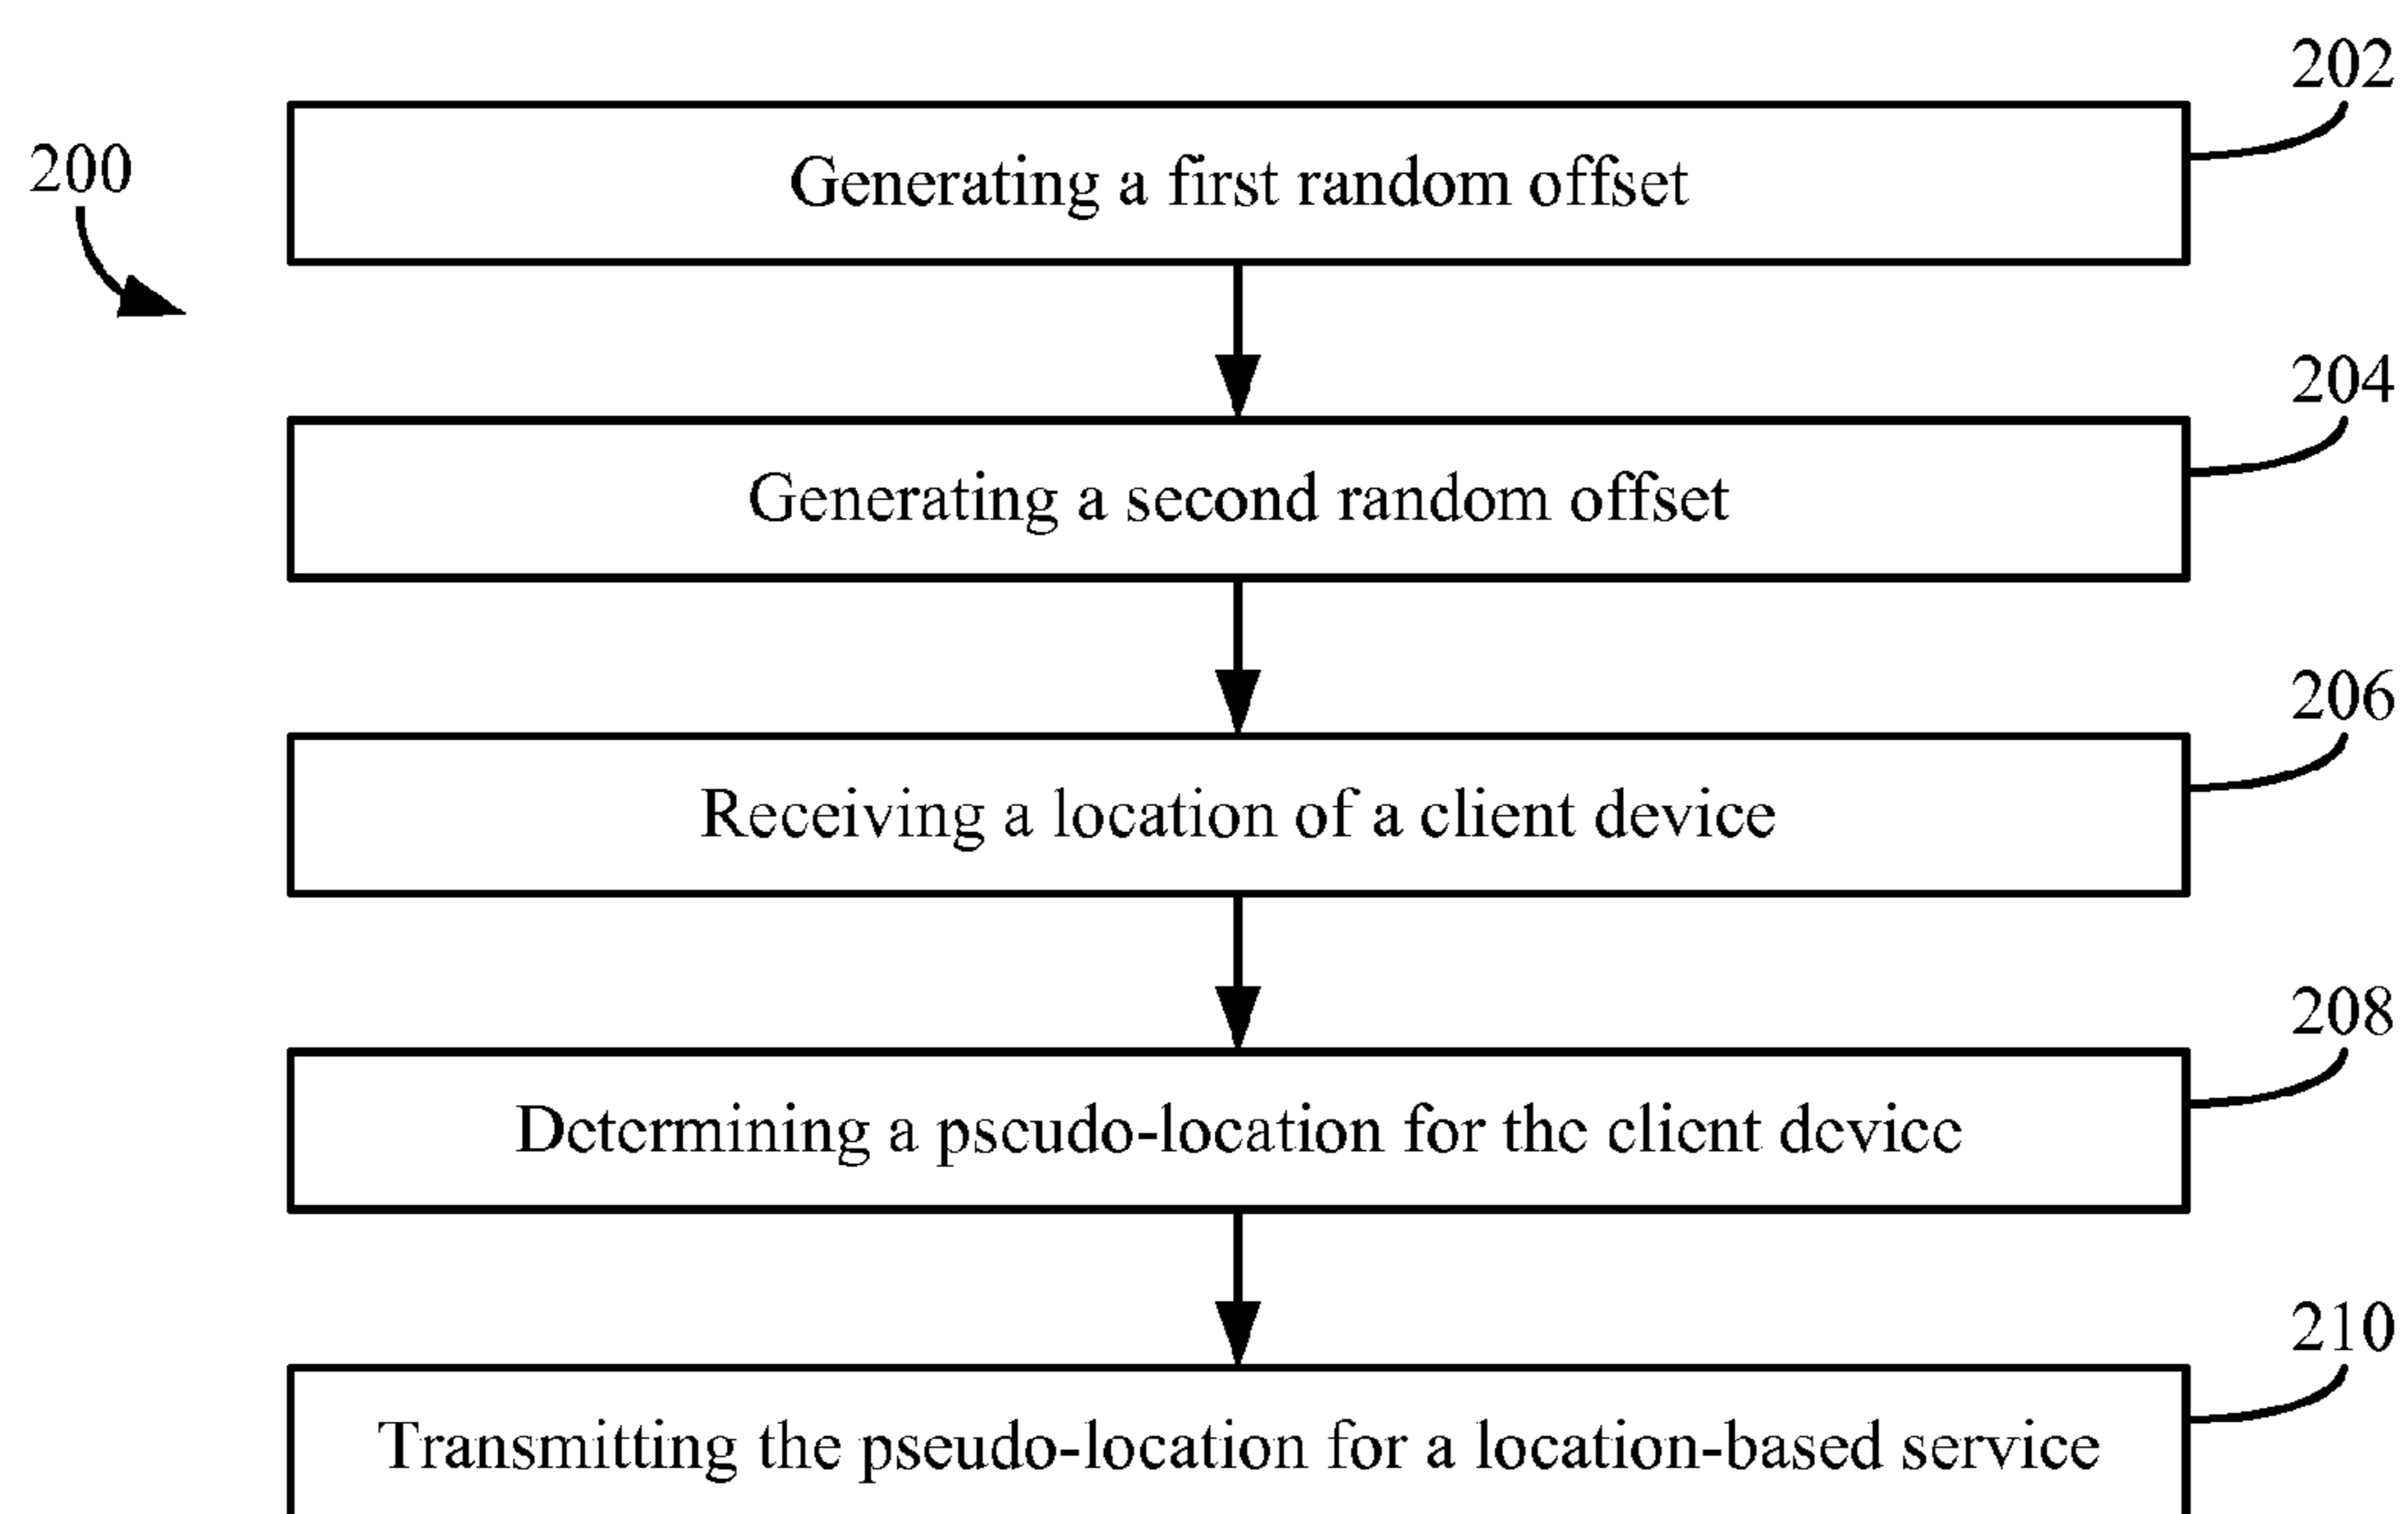 202
200
Generating a first random offset
204
Generating a second random offset
206
Receiving a location of a client device
208
Determining a pseudo-location for the client device
210
Transmitting the pseudo-location for a location-based service